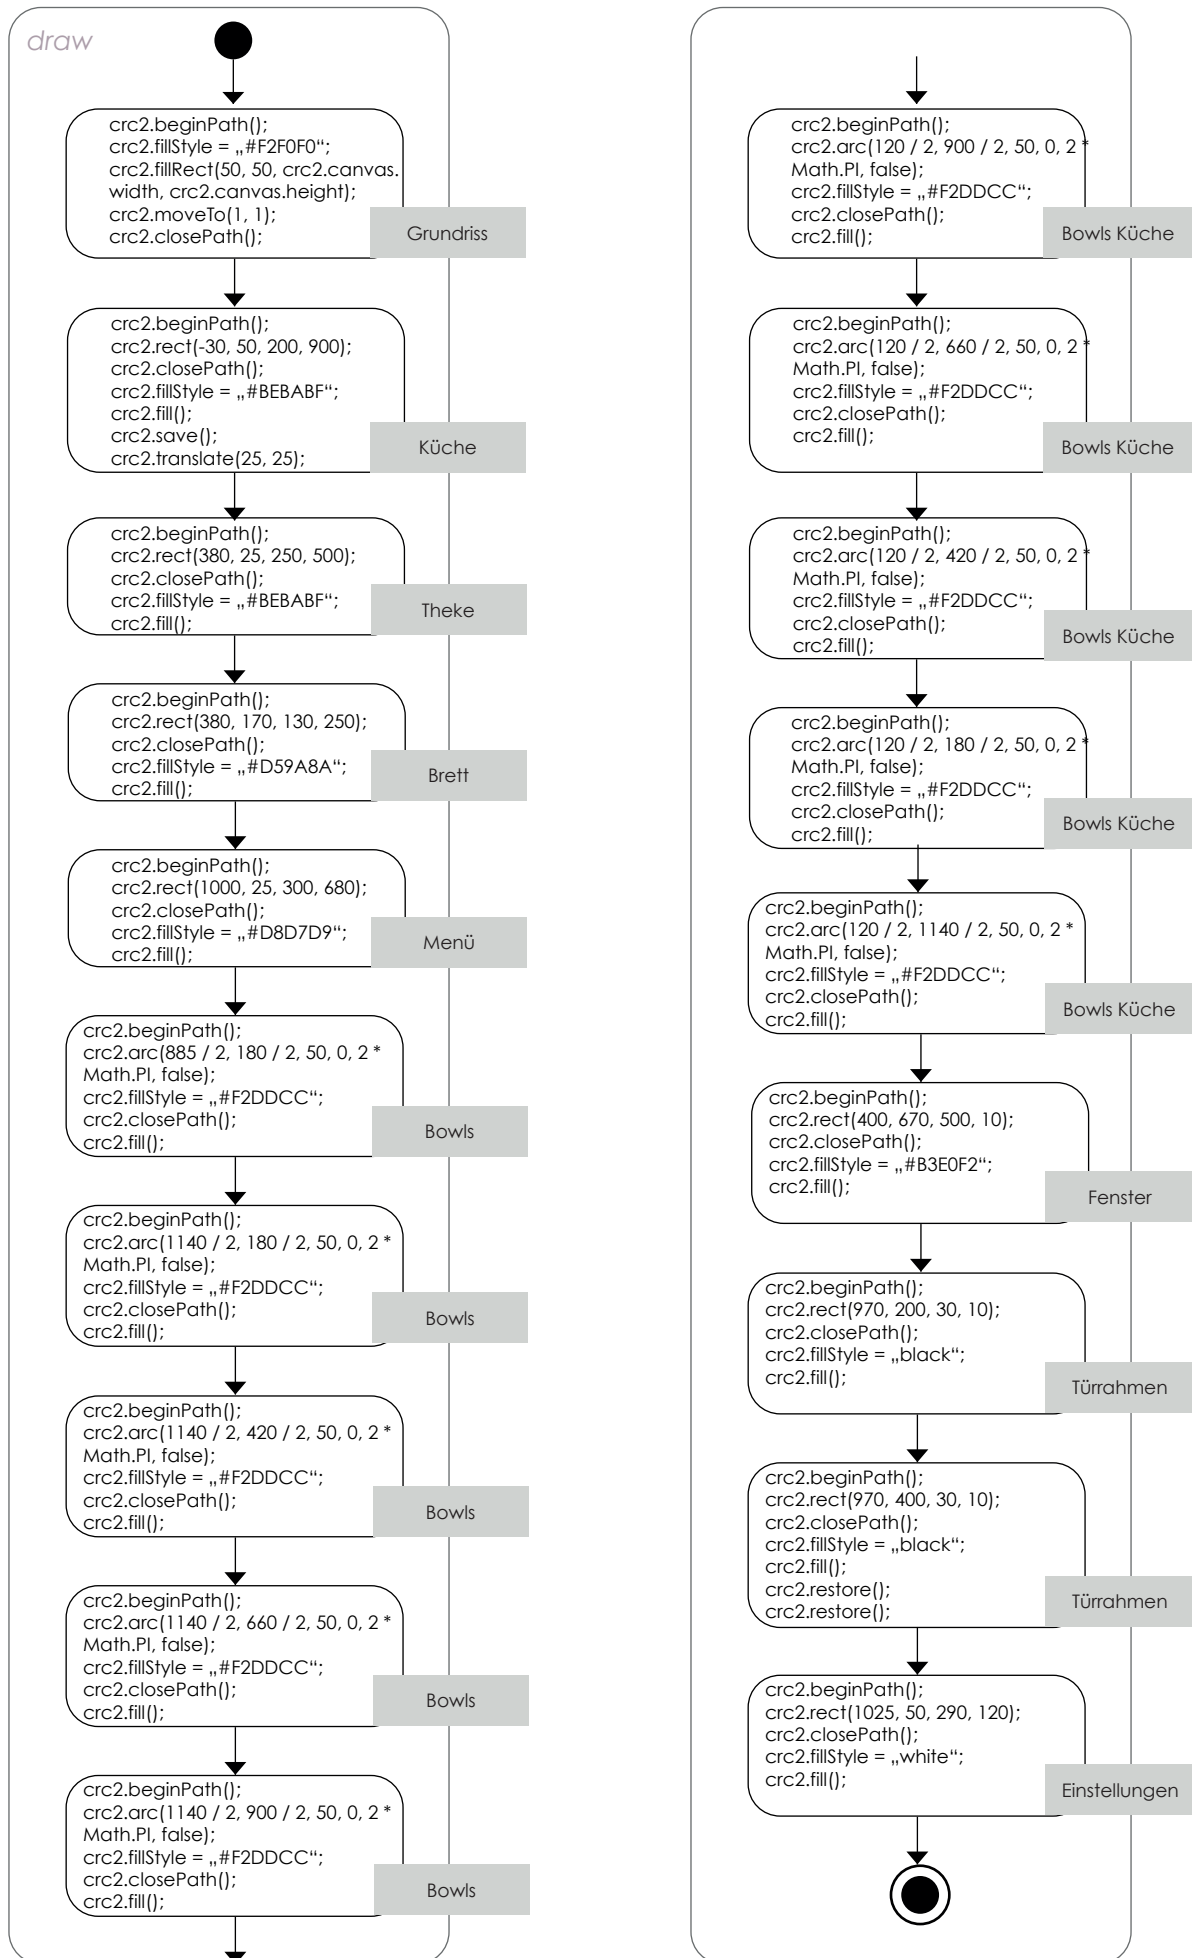 draw
crc2.beginPath();
crc2.fillStyle = „#F2F0F0“;
crc2.fillRect(50, 50, crc2.canvas.
width, crc2.canvas.height);
crc2.moveTo(1, 1);
crc2.closePath();
Grundriss
crc2.beginPath();
crc2.rect(-30, 50, 200, 900);
crc2.closePath();
crc2.fillStyle = „#BEBABF“;
crc2.fill();
crc2.save();
crc2.translate(25, 25);
Küche
crc2.beginPath();
crc2.rect(380, 25, 250, 500);
crc2.closePath();
crc2.fillStyle = „#BEBABF“;
crc2.fill();
Theke
crc2.beginPath();
crc2.rect(380, 170, 130, 250);
crc2.closePath();
crc2.fillStyle = „#D59A8A“;
crc2.fill();
Brett
crc2.beginPath();
crc2.rect(1000, 25, 300, 680);
crc2.closePath();
crc2.fillStyle = „#D8D7D9“;
crc2.fill();
Menü
crc2.beginPath();
crc2.arc(885 / 2, 180 / 2, 50, 0, 2 *
Math.PI, false);
crc2.fillStyle = „#F2DDCC“;
crc2.closePath();
crc2.fill();
Bowls
crc2.beginPath();
crc2.arc(1140 / 2, 180 / 2, 50, 0, 2 *
Math.PI, false);
crc2.fillStyle = „#F2DDCC“;
crc2.closePath();
crc2.fill();
Bowls
crc2.beginPath();
crc2.arc(1140 / 2, 420 / 2, 50, 0, 2 *
Math.PI, false);
crc2.fillStyle = „#F2DDCC“;
crc2.closePath();
crc2.fill();
Bowls
crc2.beginPath();
crc2.arc(1140 / 2, 660 / 2, 50, 0, 2 *
Math.PI, false);
crc2.fillStyle = „#F2DDCC“;
crc2.closePath();
crc2.fill();
Bowls
crc2.beginPath();
crc2.arc(1140 / 2, 900 / 2, 50, 0, 2 *
Math.PI, false);
crc2.fillStyle = „#F2DDCC“;
crc2.closePath();
crc2.fill();
Bowls
crc2.beginPath();
crc2.arc(120 / 2, 900 / 2, 50, 0, 2 *
Math.PI, false);
crc2.fillStyle = „#F2DDCC“;
crc2.closePath();
crc2.fill();
Bowls Küche
crc2.beginPath();
crc2.arc(120 / 2, 660 / 2, 50, 0, 2 *
Math.PI, false);
crc2.fillStyle = „#F2DDCC“;
crc2.closePath();
crc2.fill();
Bowls Küche
crc2.beginPath();
crc2.arc(120 / 2, 420 / 2, 50, 0, 2 *
Math.PI, false);
crc2.fillStyle = „#F2DDCC“;
crc2.closePath();
crc2.fill();
Bowls Küche
crc2.beginPath();
crc2.arc(120 / 2, 180 / 2, 50, 0, 2 *
Math.PI, false);
crc2.fillStyle = „#F2DDCC“;
crc2.closePath();
crc2.fill();
Bowls Küche
crc2.beginPath();
crc2.arc(120 / 2, 1140 / 2, 50, 0, 2 *
Math.PI, false);
crc2.fillStyle = „#F2DDCC“;
crc2.closePath();
crc2.fill();
Bowls Küche
crc2.beginPath();
crc2.rect(400, 670, 500, 10);
crc2.closePath();
crc2.fillStyle = „#B3E0F2“;
crc2.fill();
Fenster
crc2.beginPath();
crc2.rect(970, 200, 30, 10);
crc2.closePath();
crc2.fillStyle = „black“;
crc2.fill();
Türrahmen
crc2.beginPath();
crc2.rect(970, 400, 30, 10);
crc2.closePath();
crc2.fillStyle = „black“;
crc2.fill();
crc2.restore();
crc2.restore();
Türrahmen
crc2.beginPath();
crc2.rect(1025, 50, 290, 120);
crc2.closePath();
crc2.fillStyle = „white“;
crc2.fill();
Einstellungen